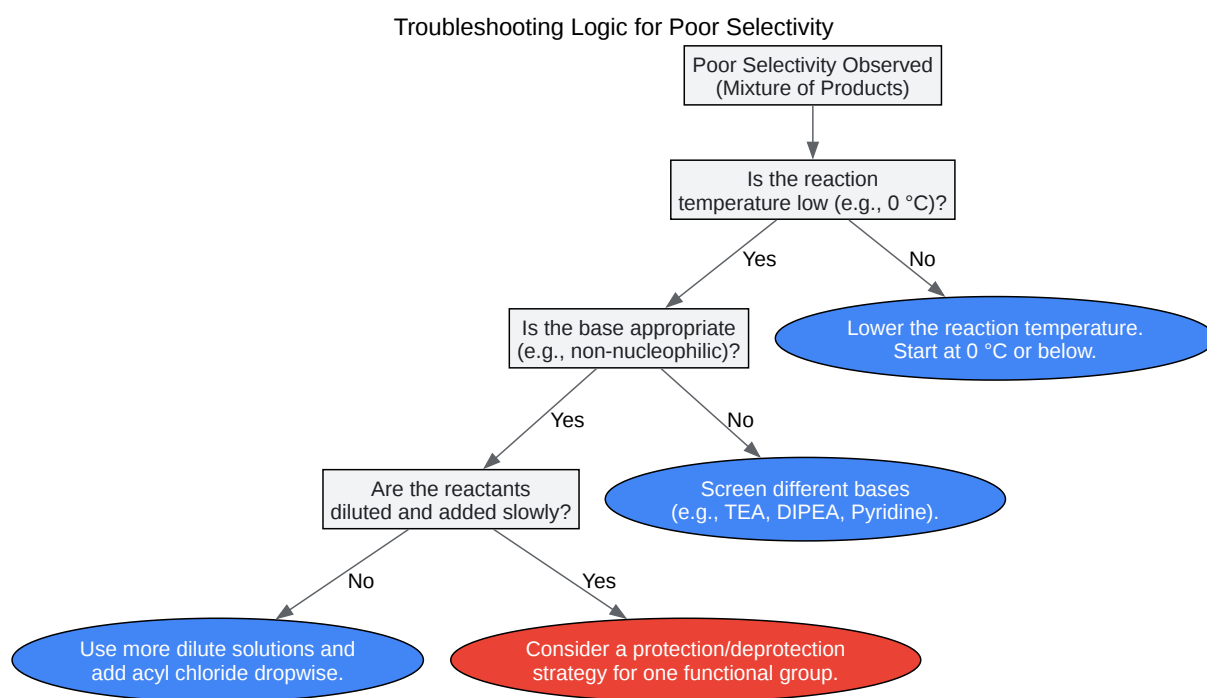 Troubleshooting Logic for Poor Selectivity
Poor Selectivity Observed
(Mixture of Products)
Is the reaction
temperature low (e.g., 0 °C)?
Yes
No
Is the base appropriate
(e.g., non-nucleophilic)?
Lower the reaction temperature.
Start at 0 °C or below.
Yes
No
Are the reactants
diluted and added slowly?
Screen different bases
(e.g., TEA, DIPEA, Pyridine).
No
Yes
Use more dilute solutions and
add acyl chloride dropwise.
Consider a protection/deprotection
strategy for one functional group.